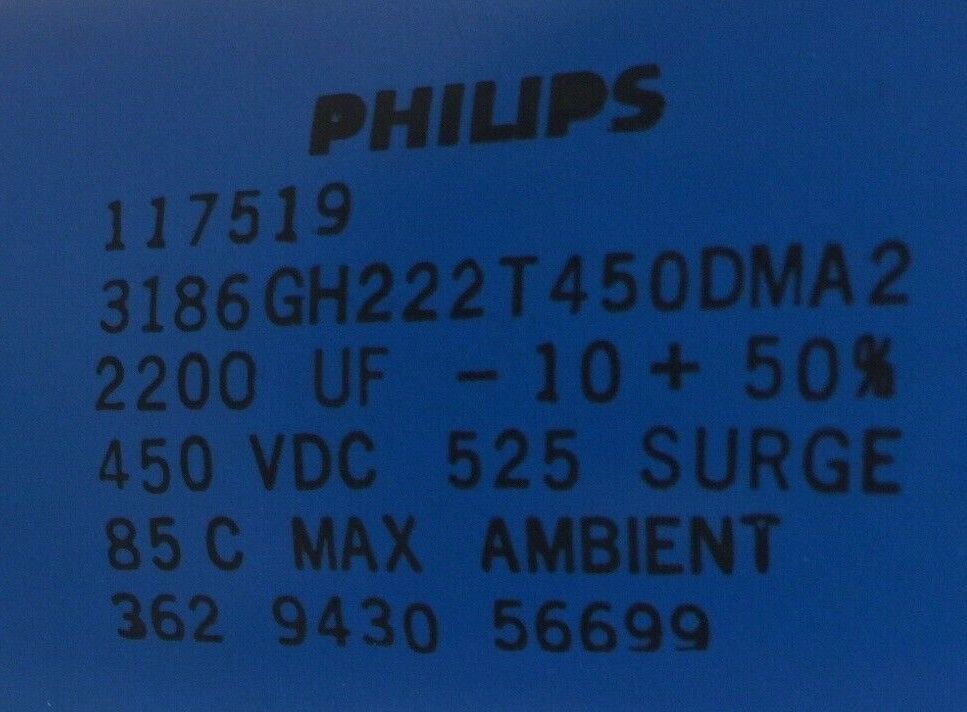 PHILIPS
117519
3186GH222T450DMA2
2200 UF -10 + 50%
450 VDC 525 SURGE
85 C MAX AMBIENT
362 9430 56699